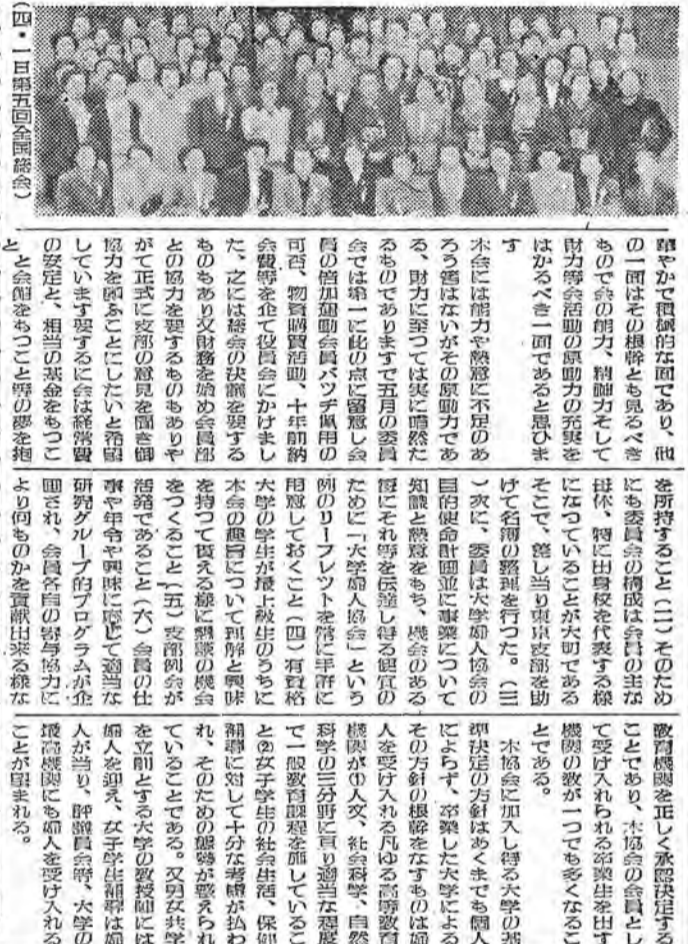 (四・一日第五回全国総会)
華やかで積極的な面であり、他
の一面はその根幹とも見るべき
もので会の能力、精神力そして
財力等会活動の原動力の充実を
はかるべき一面であると思ひま
す
本会には能力や熱意に不足のあ
ろう筈はないがその原動力であ
る、財力に至つては実に暗然た
るものでありますで五月の委員
会では第一に此の点に留意し会
員の倍加運動会員バツヂ佩用の
可否、物資購買活動、十年前納
会費等を企て役員会にかけまし
た、之には総会の決議を要する
ものもあり又財務を始め会員部
との協力を要するものもありや
がて正式に支部の意見を聞き御
協力を願ふことにしたいと希望
しています要するに会は経常費
の安定と、相当の基金をもつこ
と会館をもつこと等の夢を抱
を所持すること(二)そのため
にも委員会の構成は会員の主な
母体、特に出身校を代表する様
になつていることが大切である
そこで、差し当り東京支部を助
けて名簿の整理を行つた。(三
)次に、委員は大学婦人協会の
目的使命計画並に事業について
知識と熱意をもち、機会のある
毎にそれ等を伝達し得る便宜の
ために「大学婦人協会」という
例のリーフレツトを常に手許に
用意しておくこと(四)有資格
大学の学生が最上級生のうちに
本会の趣旨について理解と興味
を持つて貰える様に懇談の機会
をつくること(五)支部例会が
活発であること(六)会員の仕
事や年令や興味に応じて適当な
研究グループ的プログラムが企
画され、会員各自の寄与協力に
より何ものかを貢献出来る様な
教育機関を正しく承認決定する
ことであり、本協会の会員とし
て受け入れられる卒業生を出す
機関の数が一つでも多くなるこ
とである。
本協会に加入し得る大学の基
準決定の方針はあくまでも個人
によらず、卒業した大学による
その方針の根幹をなすものは婦
人を受け入れる凡ゆる高等教育
機関が①人文、社会科学、自然
科学の三分野に亘り適当な程度
で一般教育課程を施しているこ
と②女子学生の社会生活、保健
補導に対して十分な考慮が払わ
れ、そのための態勢が整えられ
ていることである。又男女共学
を立前とする大学の教授陣には
婦人を迎え、女子学生補導は婦
人が当り、評議員会等、大学の
最高機関にも婦人を受け入れる
ことが望まれる。